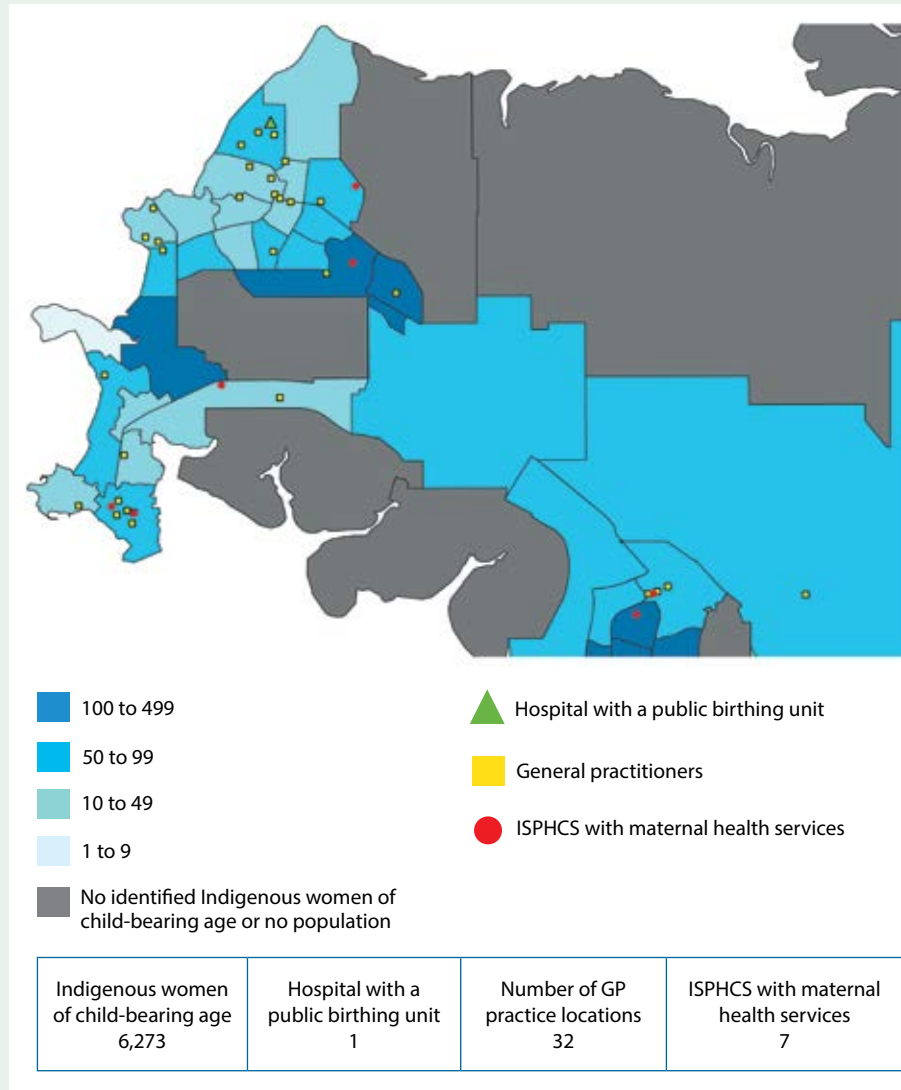 100 to 499
50 to 99
10 to 49
1 to 9
No identified Indigenous women of
child-bearing age or no population
Hospital with a public birthing unit
General practitioners
ISPHCS with maternal health services
Indigenous women
of child-bearing age
6,273
Hospital with a
public birthing unit
1
Number of GP
practice locations
32
ISPHCS with maternal
health services
7